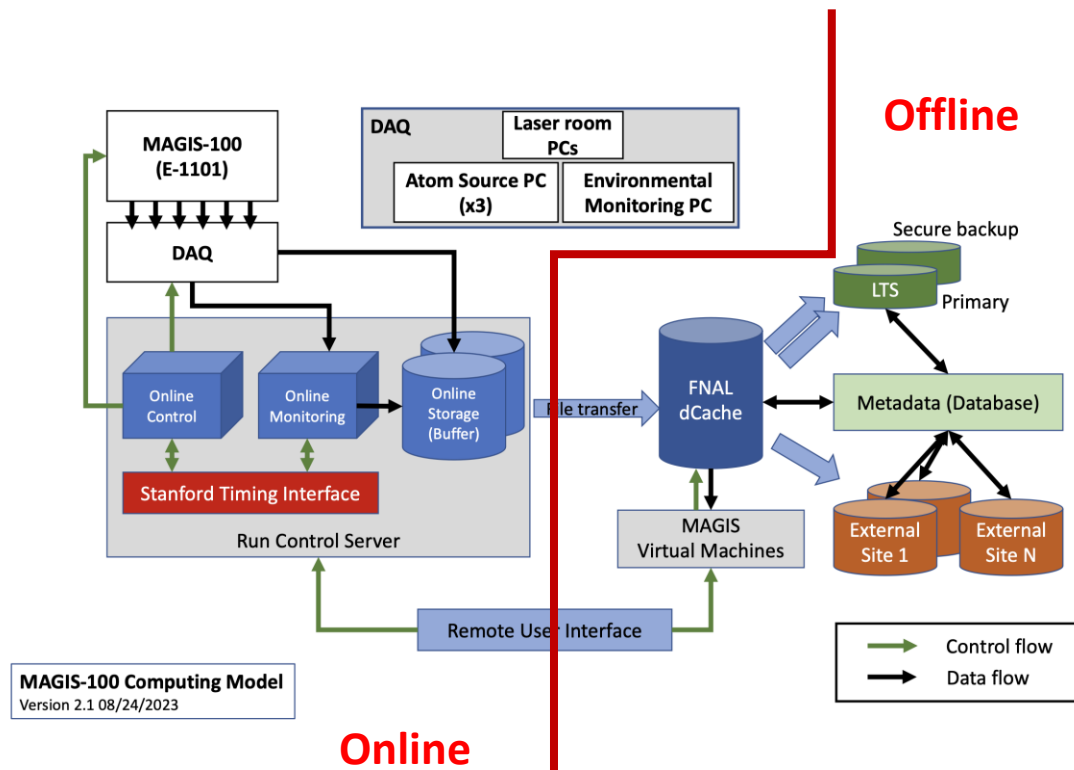 Offline
MAGIS-100
(E-1101)
DAQ
DAQ
Laser room
PCs
Atom Source PC
(x3)
Environmental
Monitoring PC
Secure backup
LTS
Primary
Online
Control
Online
Monitoring
Online
Storage
(Buffer)
File transfer
FNAL
dCache
Metadata (Database)
Stanford Timing Interface
Run Control Server
MAGIS
Virtual Machines
External
Site 1
External
Site N
Remote User Interface
Control flow
Data flow
MAGIS-100 Computing Model
Version 2.1 08/24/2023
Online